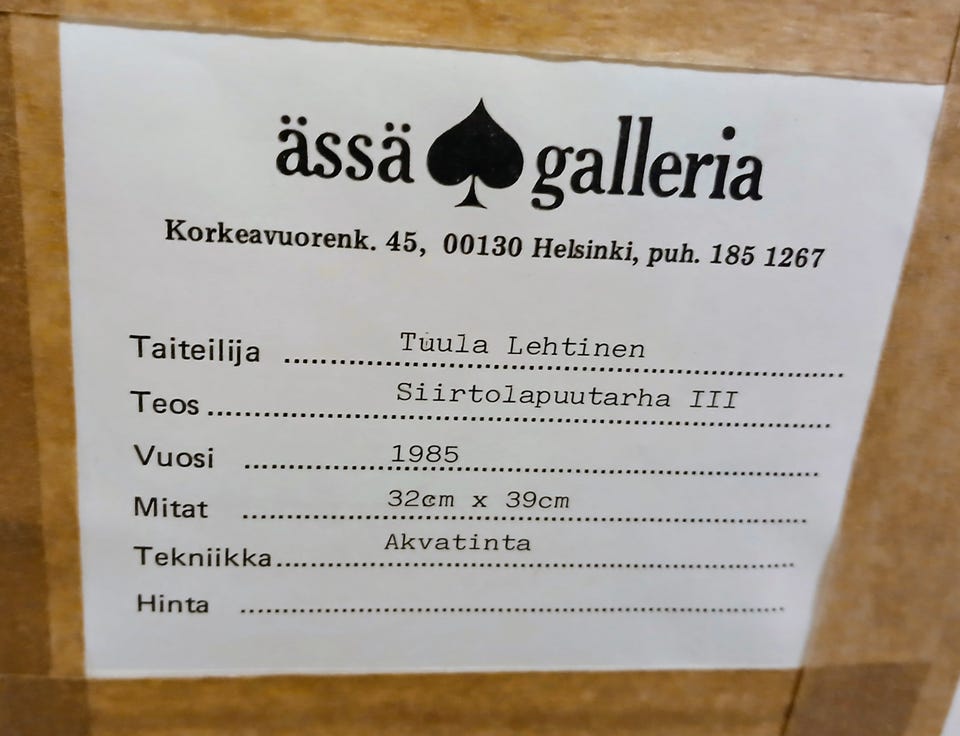 ässä galleria
Korkeavuorenk. 45, 00130 Helsinki, puh. 185 1267
Taiteilija Tuula Lehtinen
Teos Siirtolapuutarha III
Vuosi 1985
Mitat 32cm x 39cm
Tekniikka Akvatinta
Hinta